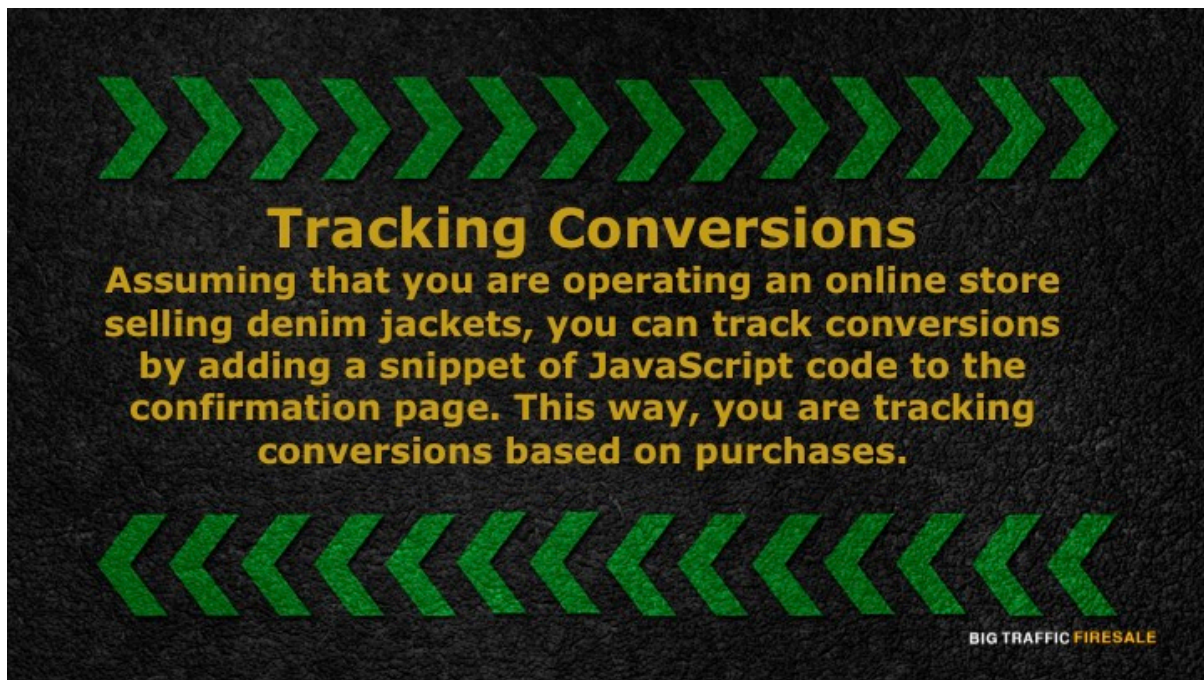 Tracking Conversions
Assuming that you are operating an online store
selling denim jackets, you can track conversions
by adding a snippet of JavaScript code to the
confirmation page. This way, you are tracking
conversions based on purchases.
BIG TRAFFIC FIRESALE